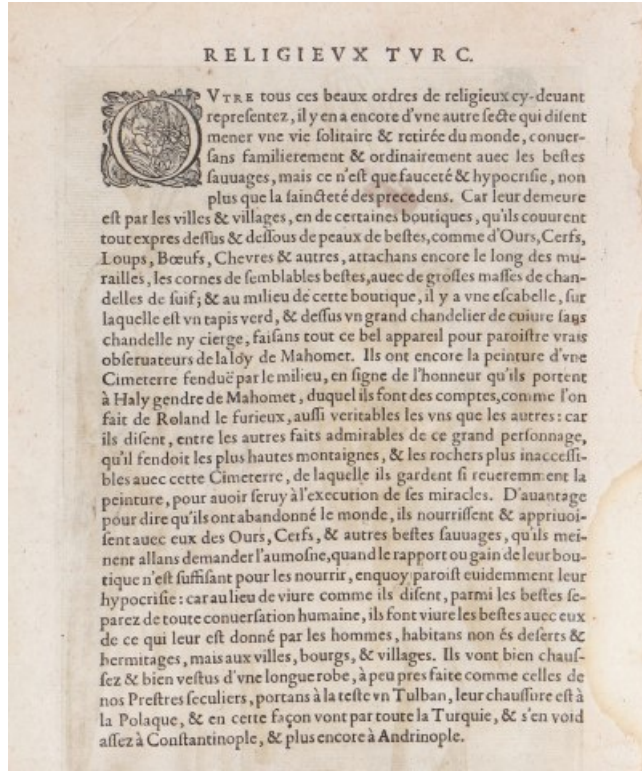 RELIGIEVX TVRC.
OVTRE tous ces beaux ordres de religieux cy-deuant
representez, il y en a encore d'vne autre secte qui disent
mener vne vie solitaire & retirée du monde, conuer-
sans familierement & ordinairement auec les bestes
sauuages, mais ce n'est que fauceté & hypocrisie, non
plus que la saincteté des precedens. Car leur demeure
est par les villes & villages, en de certaines boutiques, qu'ils couurent
tout expres dessus & dessous de peaux de bestes, comme d'Ours, Cerfs,
Loups, Bœufs, Chevres & autres, attachans encore le long des mu-
railles, les cornes de semblables bestes, auec de grosses masses de chan-
delles de suif; & au milieu de cette boutique, il y a vne escabelle, sur
laquelle est vn tapis verd, & dessus vn grand chandelier de cuiure sans
chandelle ny cierge, faisans tout ce bel appareil pour paroistre vrais
obseruateurs de la loy de Mahomet. Ils ont encore la peinture d'vne
Cimeterre fenduë par le milieu, en signe de l'honneur qu'ils portent
à Haly gendre de Mahomet, duquel ils font des comptes, comme l'on
fait de Roland le furieux, aussi veritables les vns que les autres: car
ils disent, entre les autres faits admirables de ce grand personnage,
qu'il fendoit les plus hautes montaignes, & les rochers plus inaccessi-
bles auec cette Cimeterre, de laquelle ils gardent si reueremment la
peinture, pour auoir seruy à l'execution de ses miracles. D'auantage
pour dire qu'ils ont abandonné le monde, ils nourrissent & appriuoi-
sent auec eux des Ours, Cerfs, & autres bestes sauuages, qu'ils mei-
nent allans demander l'aumosne, quand le rapport ou gain de leur bou-
tique n'est suffisant pour les nourrir, enquoy paroist euidemment leur
hypocrisie: car au lieu de viure comme ils disent, parmi les bestes se-
parez de toute conuersation humaine, ils font viure les bestes auec eux
de ce qui leur est donné par les hommes, habitans non és deserts &
hermitages, mais aux villes, bourgs, & villages. Ils vont bien chauf-
sez & bien vestus d'vne longue robe, à peu pres faite comme celles de
nos Prestres seculiers, portans à la teste vn Tulban, leur chaussure est à
la Polaque, & en cette façon vont par toute la Turquie, & s'en void
assez à Constantinople, & plus encore à Andrinople.